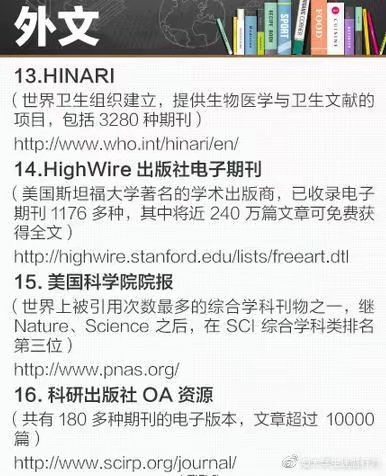 外文
13.HINARI
（世界卫生组织建立，提供生物医学与卫生文献的
项目，包括 3280 种期刊）
http://www.who.int/hinari/en/
14.HighWire 出版社电子期刊
（美国斯坦福大学著名的学术出版商，已收录电子
期刊 1176 多种，其中将近 240 万篇文章可免费获
得全文）
http://highwire.stanford.edu/lists/freeart.dtl
15. 美国科学院院报
（世界上被引用次数最多的综合学科刊物之一，继
Nature、Science 之后，在 SCI 综合学科类排名
第三位）
http://www.pnas.org/
16. 科研出版社 OA 资源
（共有 180 多种期刊的电子版本，文章超过 10000
篇）
http://www.scirp.org/journal/